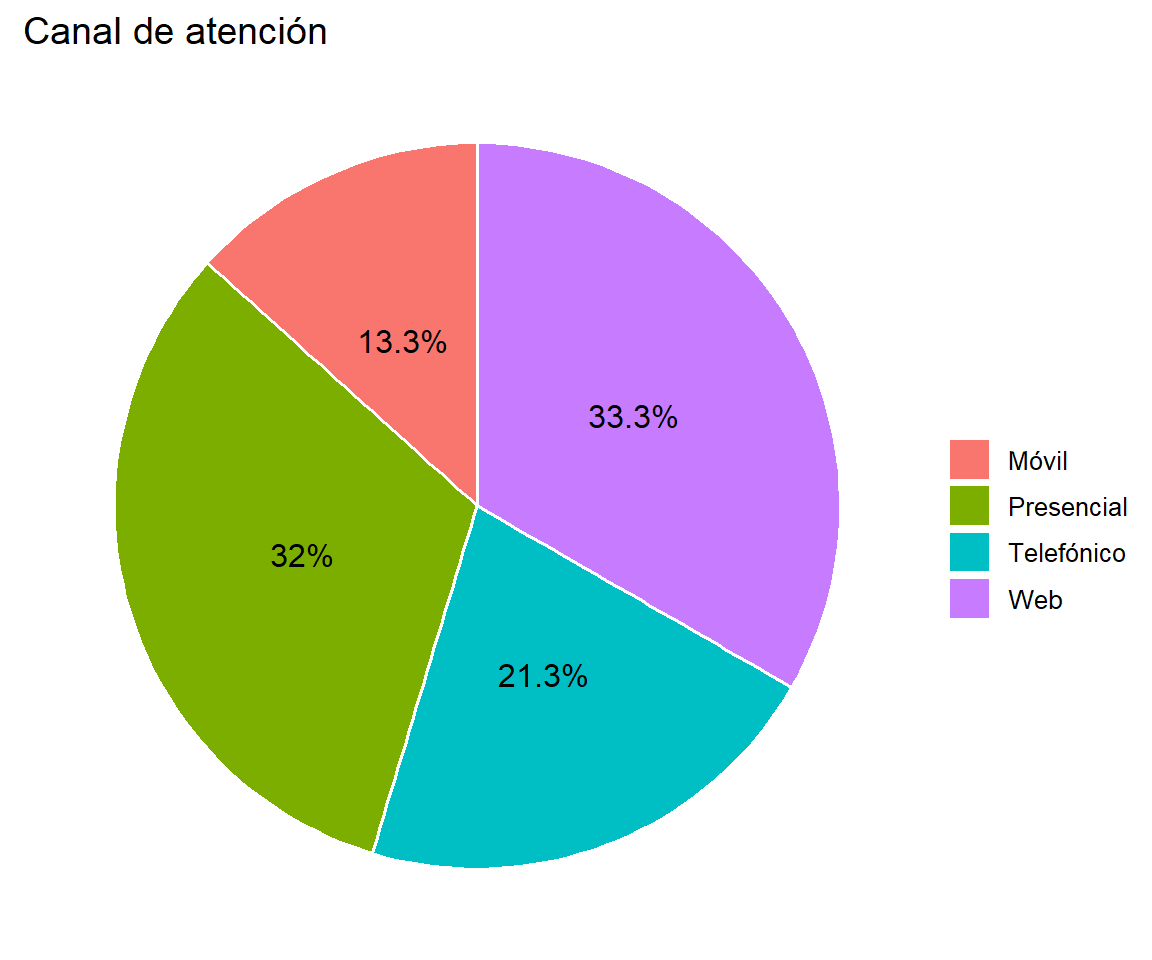 Canal de atención
13.3%
33.3%
32%
21.3%
Móvil
Presencial
Telefónico
Web